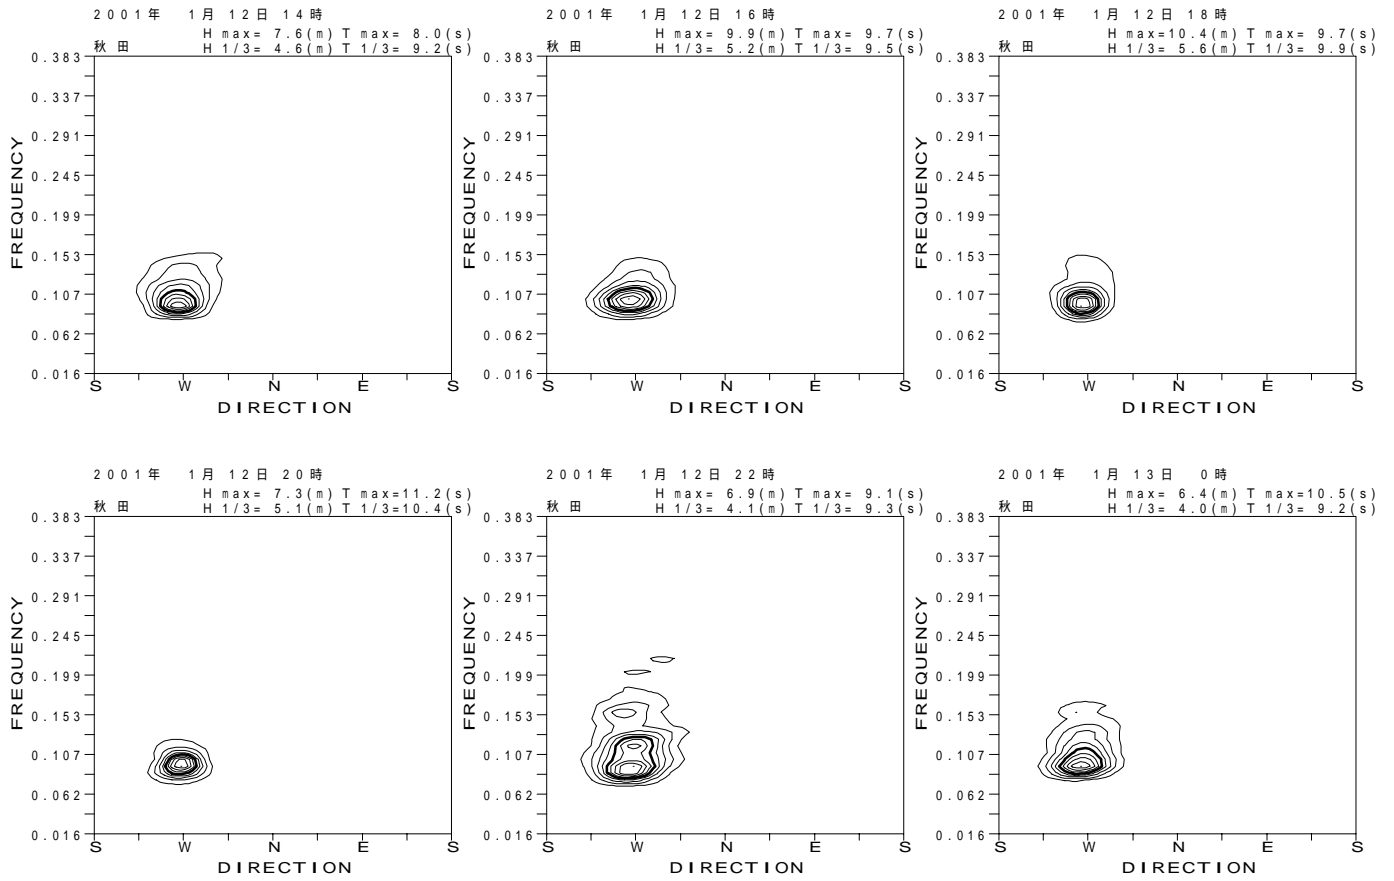 2001年 1月12日14時
H max= 7.6(m) T max= 8.0(s)
秋田 H 1/3= 4.6(m) T 1/3= 9.2(s)
0.383
0.337
0.291
0.245
0.199
0.153
0.107
0.062
0.016
FREQUENCY
S W N E S
DIRECTION
2001年 1月12日16時
H max= 9.9(m) T max= 9.7(s)
秋田 H 1/3= 5.2(m) T 1/3= 9.5(s)
0.383
0.337
0.291
0.245
0.199
0.153
0.107
0.062
0.016
FREQUENCY
S W N E S
DIRECTION
2001年 1月12日18時
H max=10.4(m) T max= 9.7(s)
秋田 H 1/3= 5.6(m) T 1/3= 9.9(s)
0.383
0.337
0.291
0.245
0.199
0.153
0.107
0.062
0.016
FREQUENCY
S W N E S
DIRECTION
2001年 1月12日20時
H max= 7.3(m) T max=11.2(s)
秋田 H 1/3= 5.1(m) T 1/3=10.4(s)
0.383
0.337
0.291
0.245
0.199
0.153
0.107
0.062
0.016
FREQUENCY
S W N E S
DIRECTION
2001年 1月12日22時
H max= 6.9(m) T max= 9.1(s)
秋田 H 1/3= 4.1(m) T 1/3= 9.3(s)
0.383
0.337
0.291
0.245
0.199
0.153
0.107
0.062
0.016
FREQUENCY
S W N E S
DIRECTION
2001年 1月13日 0時
H max= 6.4(m) T max=10.5(s)
秋田 H 1/3= 4.0(m) T 1/3= 9.2(s)
0.383
0.337
0.291
0.245
0.199
0.153
0.107
0.062
0.016
FREQUENCY
S W N E S
DIRECTION